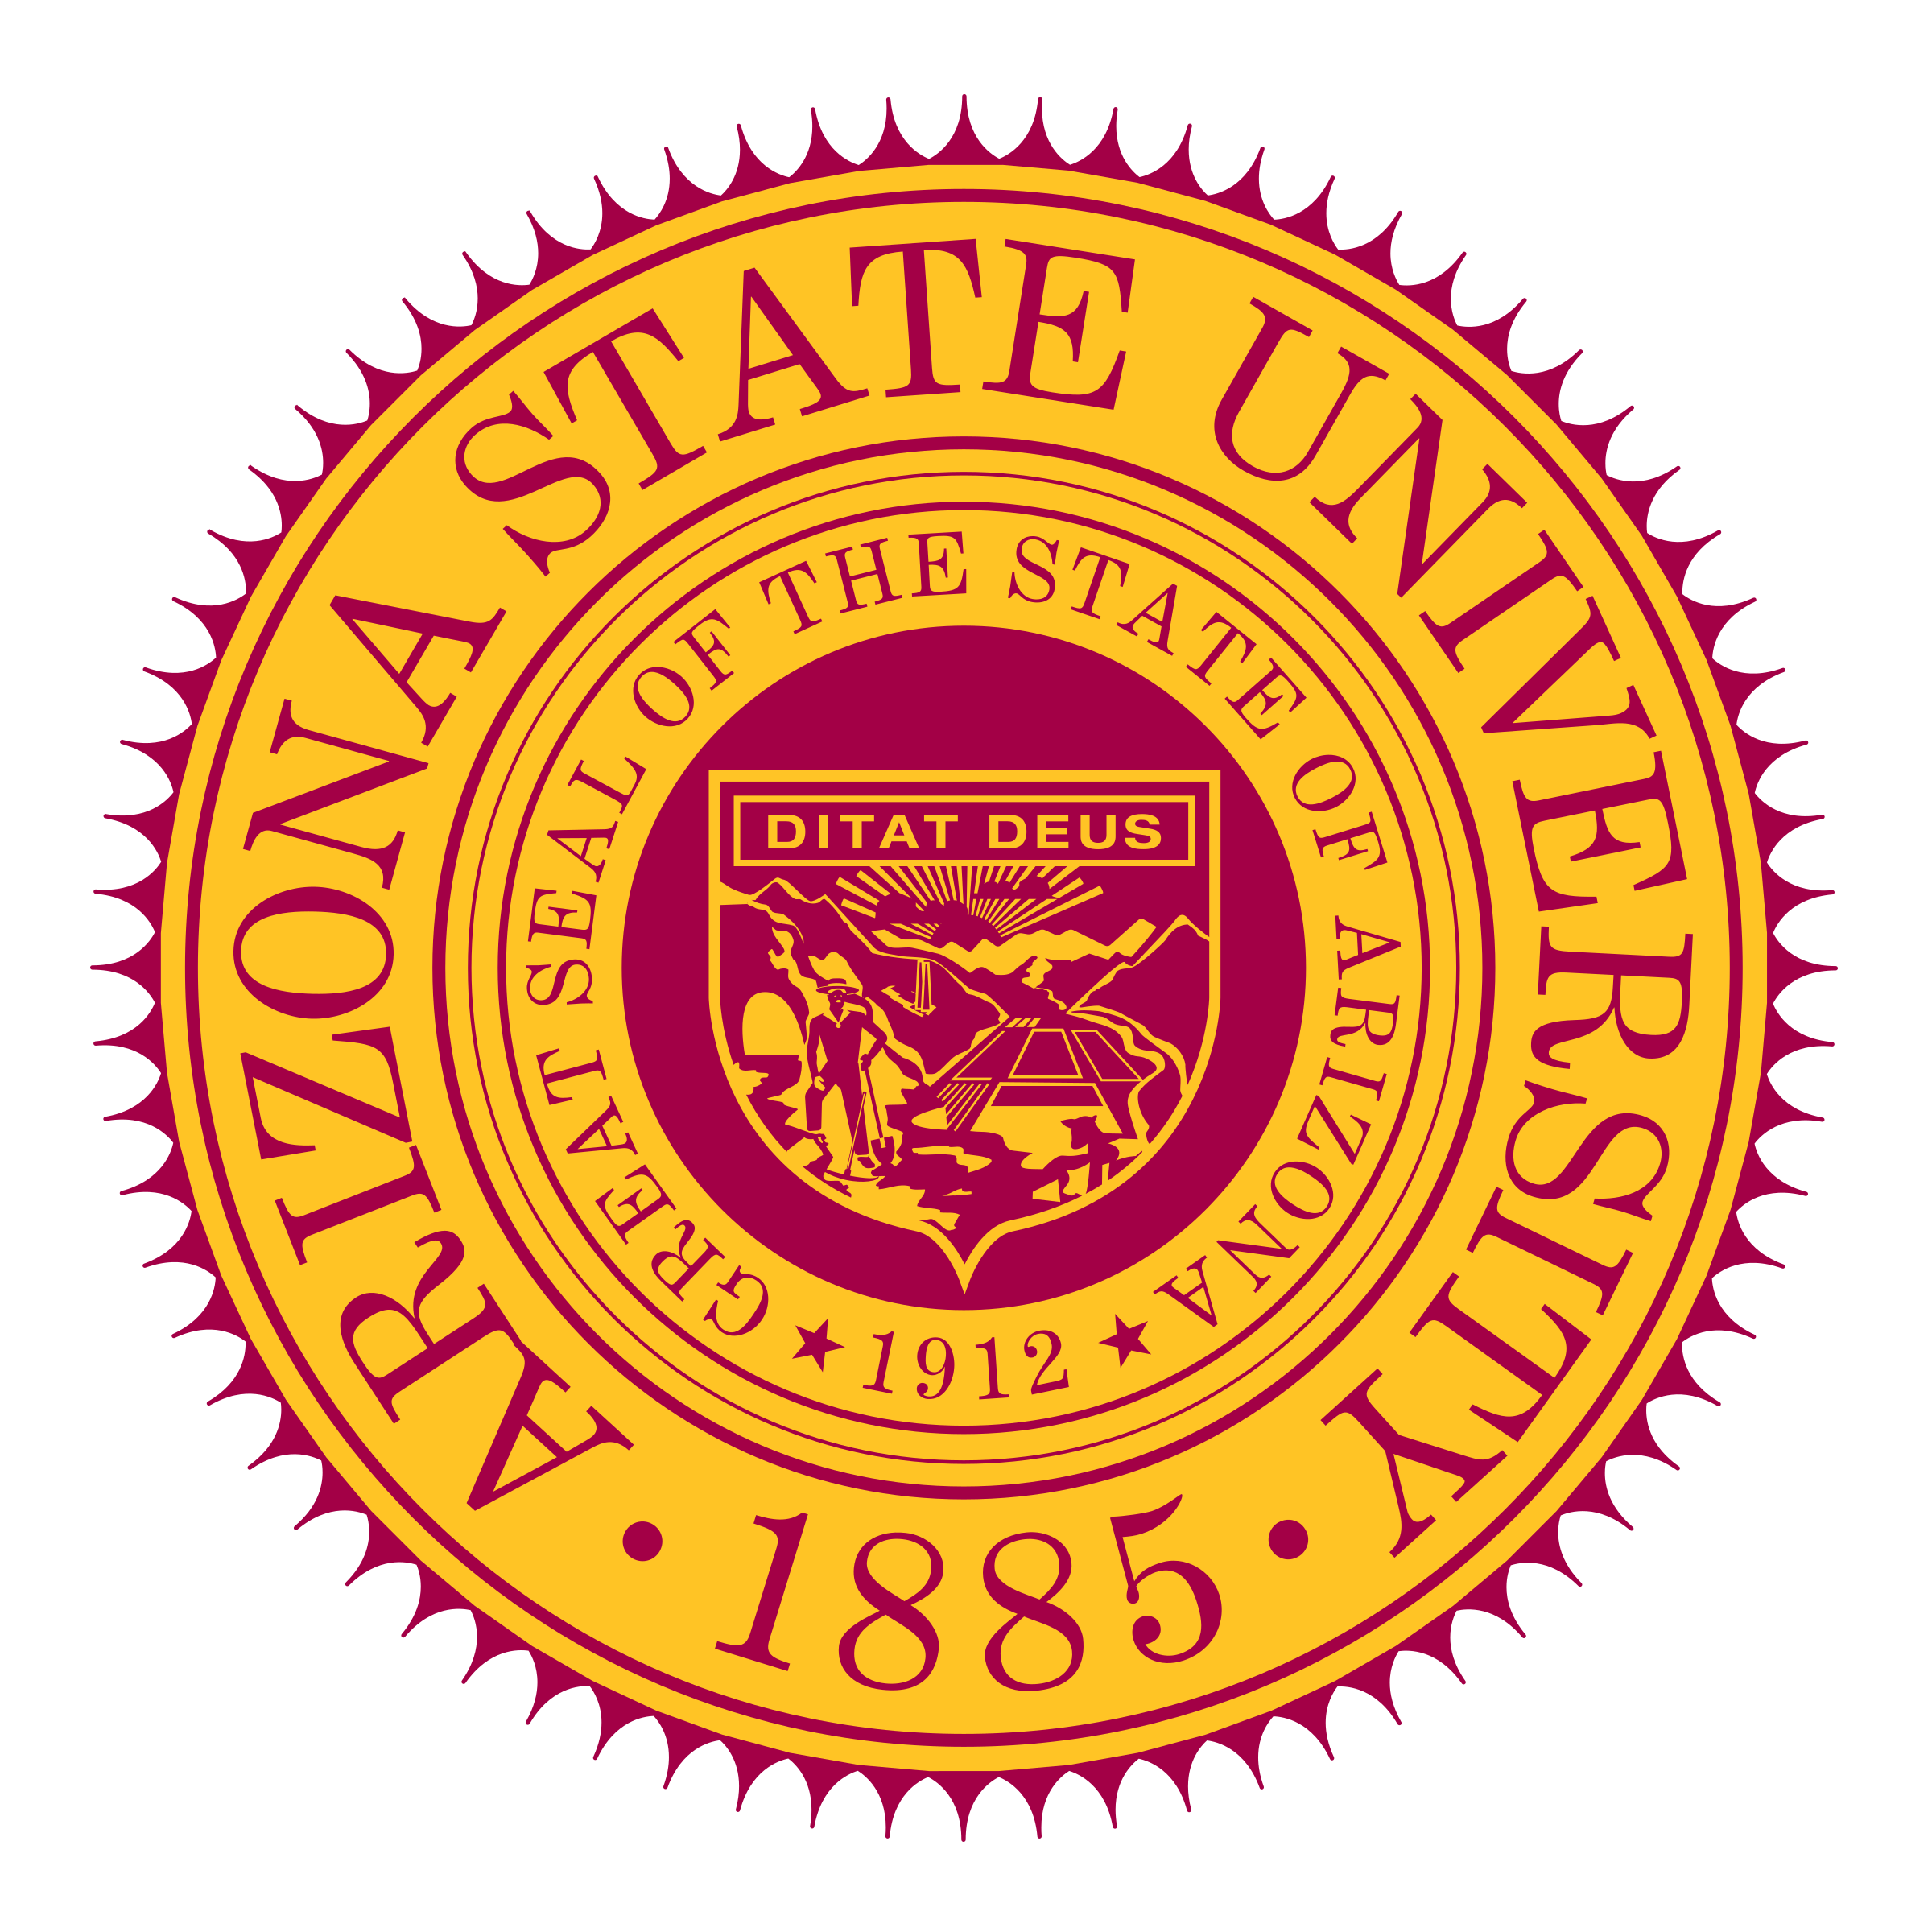 ARIZONA STATE UNIVERSITY
1885
GREAT SEAL OF THE STATE OF ARIZONA
1912
DITAT DEUS